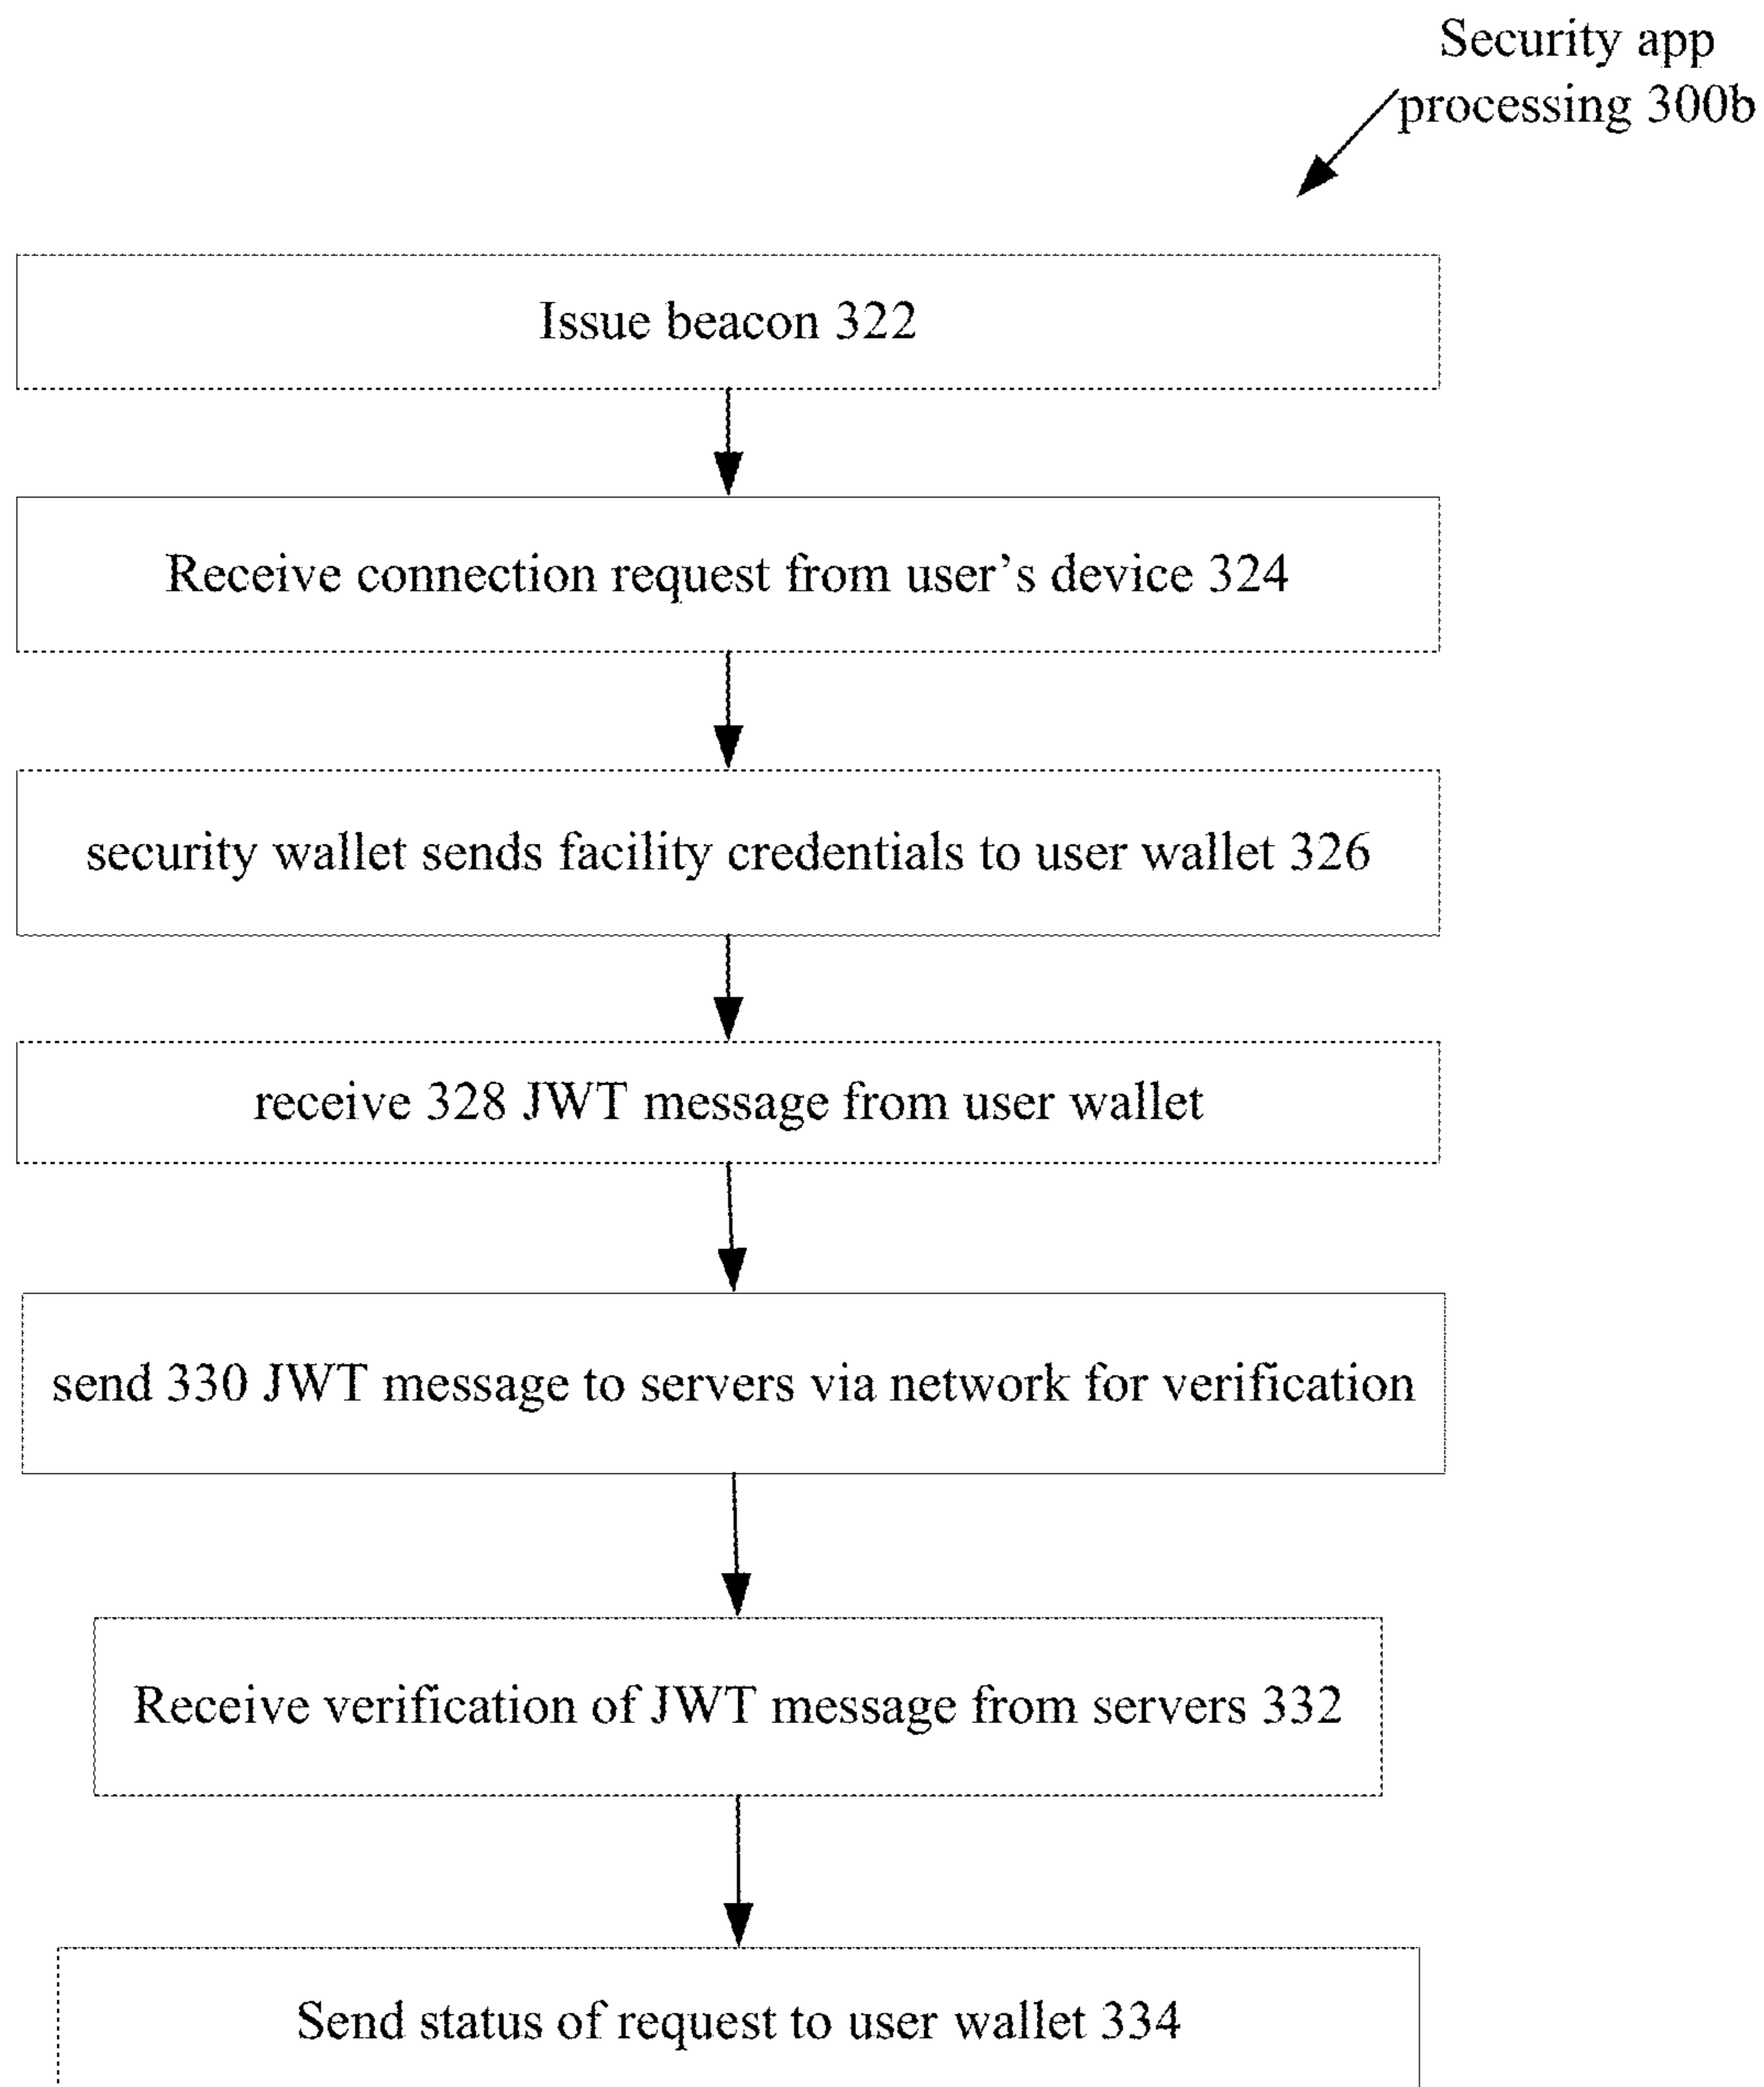 Security app
processing 300b
Issue beacon 322
Receive connection request from user’s device 324
security wallet sends facility credentials to user wallet 326
receive 328 JWT message from user wallet
send 330 JWT message to servers via network for verification
Receive verification of JWT message from servers 332
Send status of request to user wallet 334